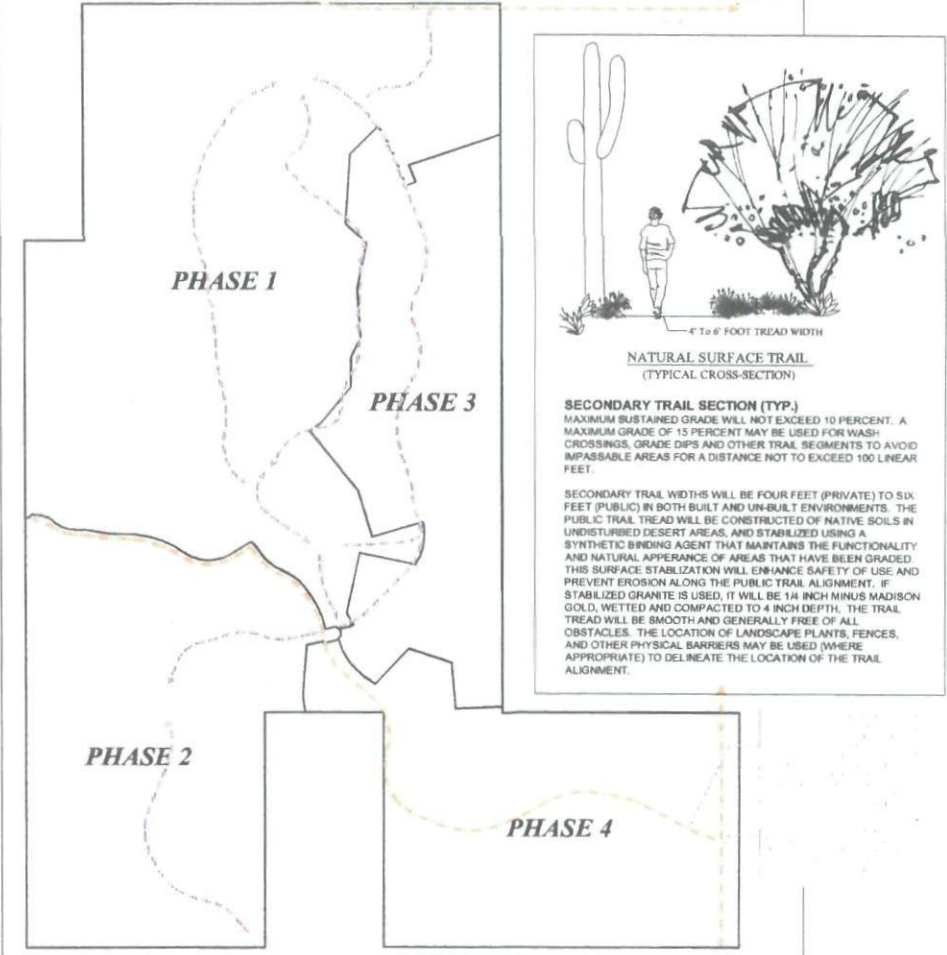 PHASE 1
PHASE 3
PHASE 2
PHASE 4
4' To 6' FOOT TREAD WIDTH
NATURAL SURFACE TRAIL
(TYPICAL CROSS-SECTION)
SECONDARY TRAIL SECTION (TYP.)
MAXIMUM SUSTAINED GRADE WILL NOT EXCEED 10 PERCENT. A
MAXIMUM GRADE OF 15 PERCENT MAY BE USED FOR WASH
CROSSINGS, GRADE DIPS AND OTHER TRAIL SEGMENTS TO AVOID
IMPASSABLE AREAS FOR A DISTANCE NOT TO EXCEED 100 LINEAR
FEET.
SECONDARY TRAIL WIDTHS WILL BE FOUR FEET (PRIVATE) TO SIX
FEET (PUBLIC) IN BOTH BUILT AND UN-BUILT ENVIRONMENTS. THE
PUBLIC TRAIL TREAD WILL BE CONSTRUCTED OF NATIVE SOILS IN
UNDISTURBED DESERT AREAS, AND STABILIZED USING A
SYNTHETIC BINDING AGENT THAT MAINTAINS THE FUNCTIONALITY
AND NATURAL APPERANCE OF AREAS THAT HAVE BEEN GRADED
THIS SURFACE STABLIZATION WILL ENHANCE SAFETY OF USE AND
PREVENT EROSION ALONG THE PUBLIC TRAIL ALIGNMENT. IF
STABILIZED GRANITE IS USED, IT WILL BE 1/4 INCH MINUS MADISON
GOLD, WETTED AND COMPACTED TO 4 INCH DEPTH. THE TRAIL
TREAD WILL BE SMOOTH AND GENERALLY FREE OF ALL
OBSTACLES. THE LOCATION OF LANDSCAPE PLANTS, FENCES,
AND OTHER PHYSICAL BARRIERS MAY BE USED (WHERE
APPROPRIATE) TO DELINEATE THE LOCATION OF THE TRAIL
ALIGNMENT.